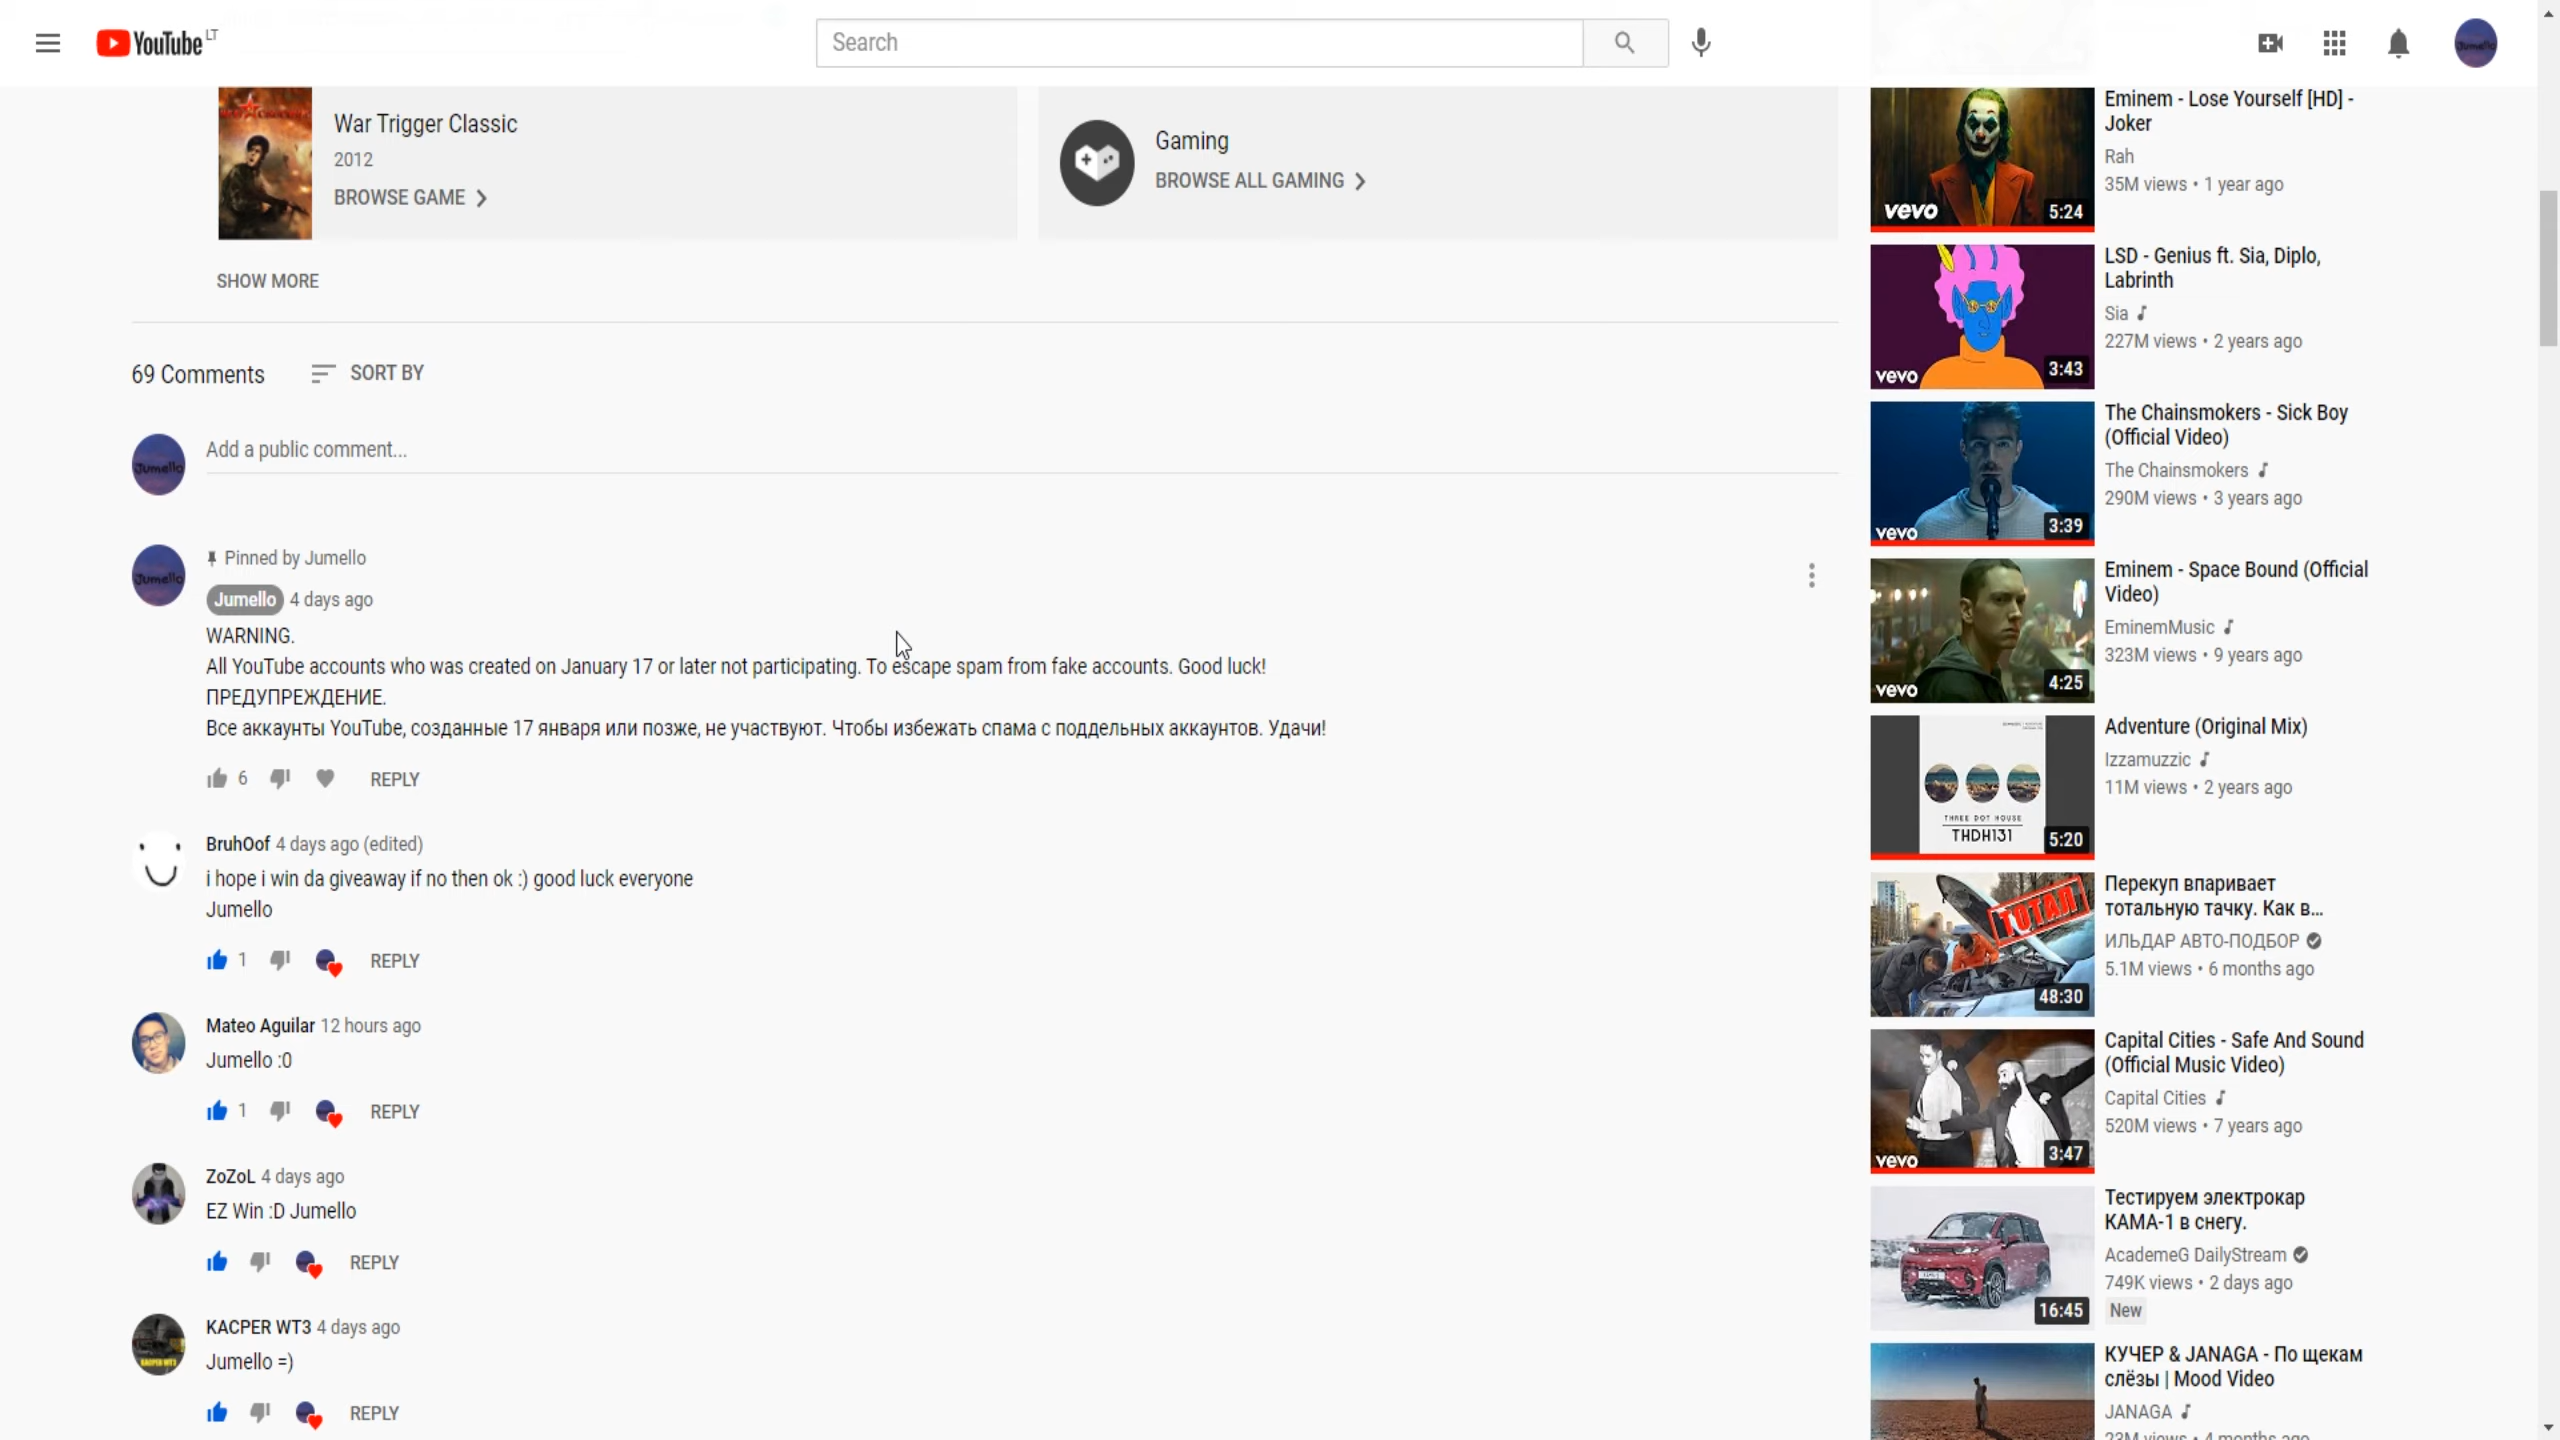 YouTube LT
Search
War Trigger Classic
2012
BROWSE GAME
Gaming
BROWSE ALL GAMING
SHOW MORE
69 Comments
SORT BY
Jumello
Add a public comment...
Jumello
Pinned by Jumello
Jumello 4 days ago
WARNING.
All YouTube accounts who was created on January 17 or later not participating. To escape spam from fake accounts. Good luck!
ПРЕДУПРЕЖДЕНИЕ.
Все аккаунты YouTube, созданные 17 января или позже, не участвуют. Чтобы избежать спама с поддельных аккаунтов. Удачи!
6 REPLY
BruhOof 4 days ago (edited)
i hope i win da giveaway if no then ok :) good luck everyone
Jumello
1 REPLY
Mateo Aguilar 12 hours ago
Jumello :0
1 REPLY
ZoZoL 4 days ago
EZ Win :D Jumello
REPLY
KACPER WT3 4 days ago
Jumello =)
REPLY
vevo 5:24
Eminem - Lose Yourself [HD] -
Joker
Rah
35M views • 1 year ago
vevo 3:43
LSD - Genius ft. Sia, Diplo,
Labrinth
Sia
227M views • 2 years ago
vevo 3:39
The Chainsmokers - Sick Boy
(Official Video)
The Chainsmokers
290M views • 3 years ago
vevo 4:25
Eminem - Space Bound (Official
Video)
EminemMusic
323M views • 9 years ago
THREE DOT HOUSE
THDH131
5:20
Adventure (Original Mix)
Izzamuzzic
11M views • 2 years ago
ТОТАЛ
48:30
Перекуп впаривает
тотальную тачку. Как в...
ИЛЬДАР АВТО-ПОДБОР
5.1M views • 6 months ago
vevo 3:47
Capital Cities - Safe And Sound
(Official Music Video)
Capital Cities
520M views • 7 years ago
16:45
Тестируем электрокар
КАМА-1 в снегу.
AcademeG DailyStream
749K views • 2 days ago
New
КУЧЕР & JANAGA - По щекам
слёзы | Mood Video
JANAGA
23M views • 4 months ago